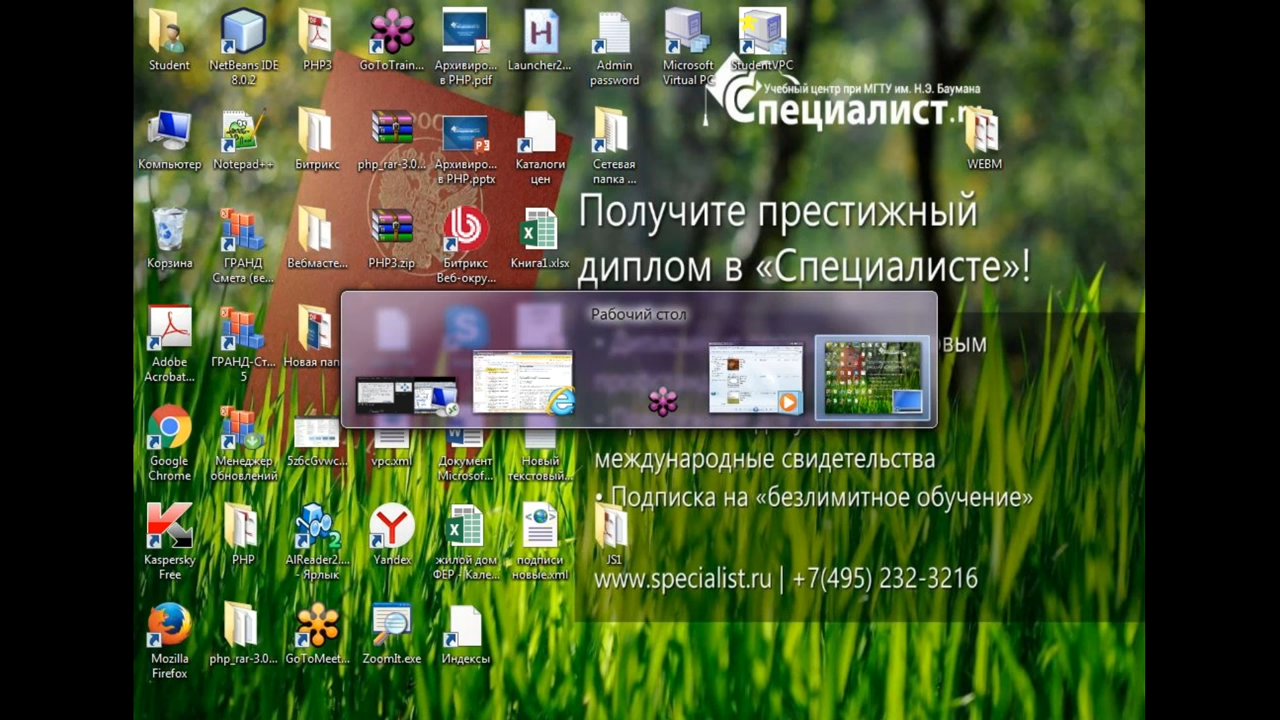 Student
NetBeans IDE
8.0.2
PHP3
GoToTrain...
Архивиро...
в PHP.pdf
Launcher2...
Admin
password
Microsoft
Virtual PC
StudentVPC
Учебный центр при МГТУ им. Н.Э. Баумана
Специалист.r
Компьютер
Notepad++
Битрикс
php_rar-3.0...
Архивиро...
в PHP.pptx
Каталоги
цен
Сетевая
папка ...
WEBM
Получите престижный
диплом в «Специалисте»!
Корзина
ГРАНД
Смета (ве...
Вебмасте...
PHP3.zip
Битрикс
Веб-окру...
Книга1.xlsx
Рабочий стол
Adobe
Acrobat...
ГРАНД-Ст...
5
Новая пап
вым
Google
Chrome
Менеджер
обновлений
5z6cGvwc...
vpc.xml
Документ
Microsof...
Новый
текстовый...
международные свидетельства
• Подписка на «безлимитное обучение»
Kaspersky
Free
PHP
AlReader2....
- Ярлык
Yandex
жилой дом
ФЕР - Кале...
подписи
новые.xml
JS1
www.specialist.ru | +7(495) 232-3216
Mozilla
Firefox
php_rar-3.0...
GoToMeet...
ZoomIt.exe
Индексы